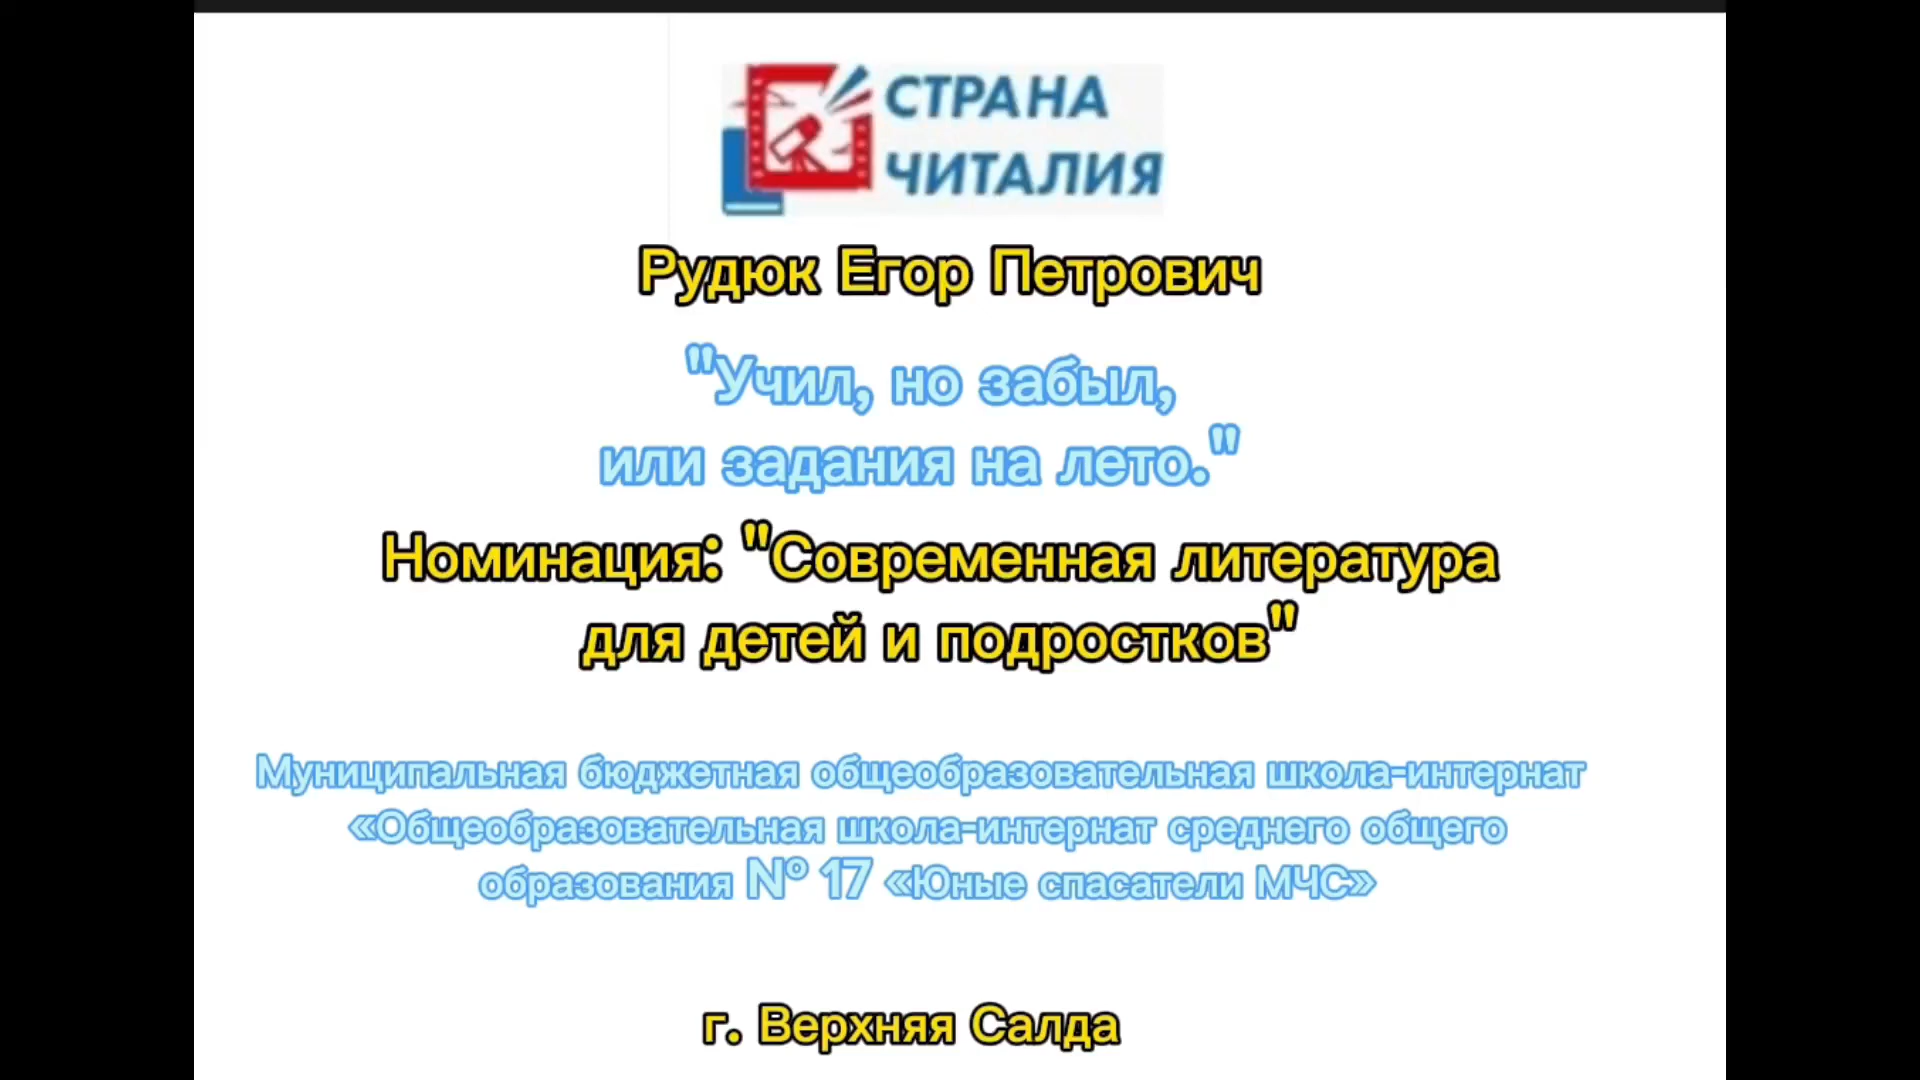 СТРАНА
ЧИТАЛИЯ
Рудюк Егор Петрович
"Учил, но забыл,
или задания на лето."
Номинация: "Современная литература
для детей и подростков"
Муниципальная бюджетная общеобразовательная школа-интернат
«Общеобразовательная школа-интернат среднего общего
образования № 17 «Юные спасатели МЧС»
г. Верхняя Салда